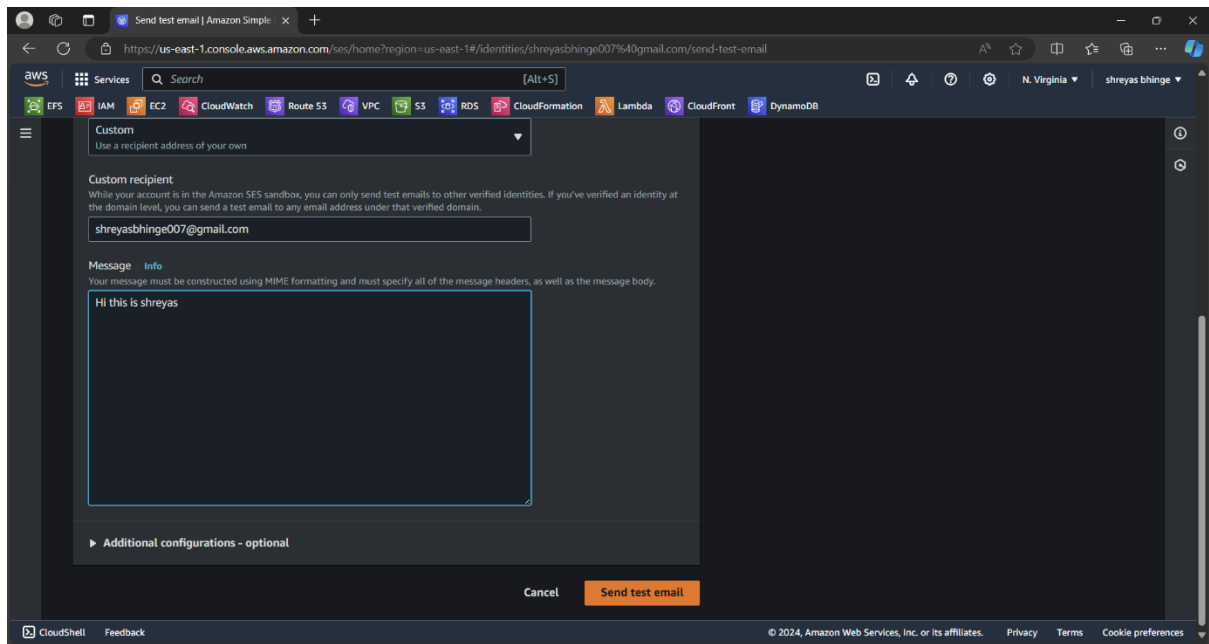 Send test email | Amazon Simple
https://us-east-1.console.aws.amazon.com/ses/home?region=us-east-1#/identities/shreyasbhinge007%40gmail.com/send-test-email
aws Services Search [Alt+S] N. Virginia shreyas bhinge
EFS IAM EC2 CloudWatch Route 53 VPC S3 RDS CloudFormation Lambda CloudFront DynamoDB
Custom
Use a recipient address of your own
Custom recipient
While your account is in the Amazon SES sandbox, you can only send test emails to other verified identities. If you've verified an identity at
the domain level, you can send a test email to any email address under that verified domain.
shreyasbhinge007@gmail.com
Message Info
Your message must be constructed using MIME formatting and must specify all of the message headers, as well as the message body.
Hi this is shreyas
Additional configurations - optional
Cancel Send test email
CloudShell Feedback © 2024, Amazon Web Services, Inc. or its affiliates. Privacy Terms Cookie preferences